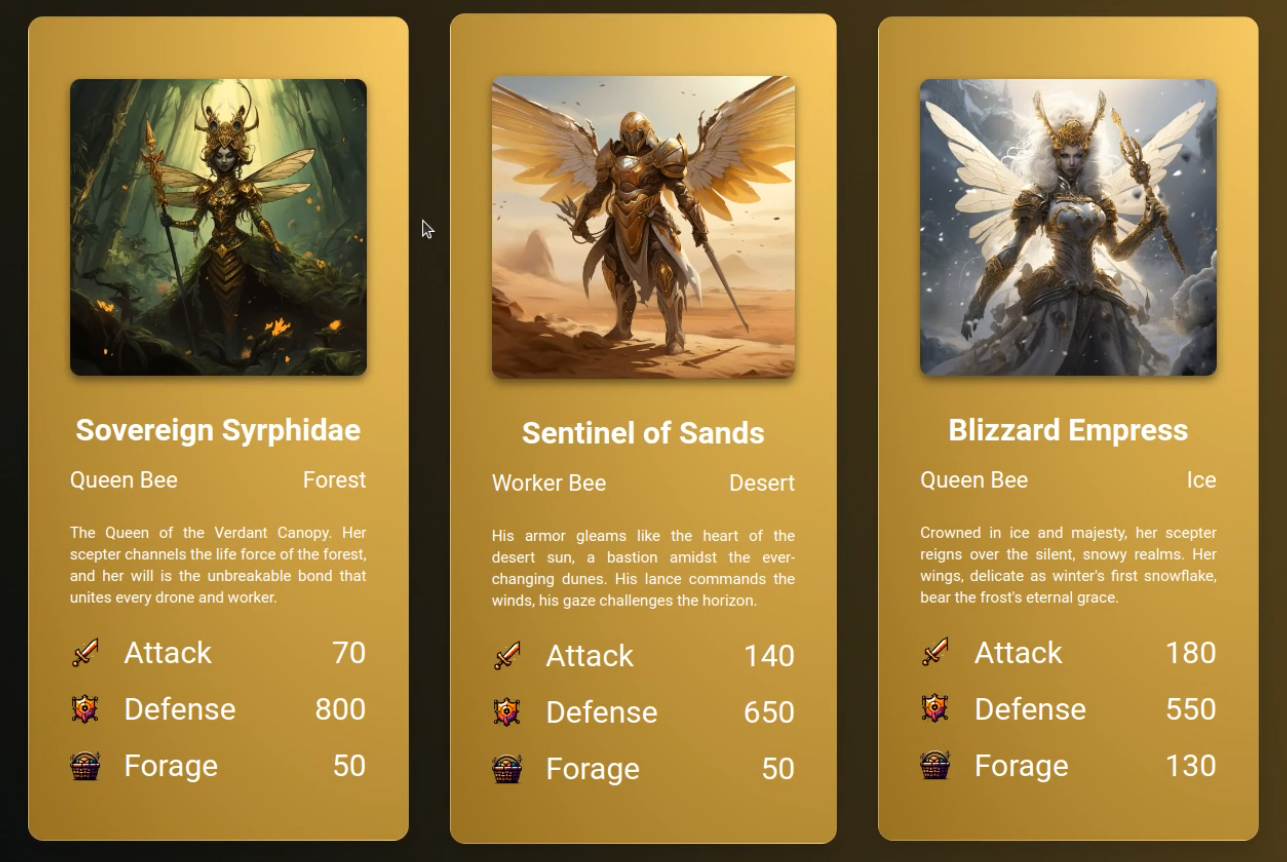 Sovereign Syrphidae
Queen Bee Forest
The Queen of the Verdant Canopy. Her
scepter channels the life force of the forest,
and her will is the unbreakable bond that
unites every drone and worker.
Attack 70
Defense 800
Forage 50
Sentinel of Sands
Worker Bee Desert
His armor gleams like the heart of the
desert sun, a bastion amidst the ever-
changing dunes. His lance commands the
winds, his gaze challenges the horizon.
Attack 140
Defense 650
Forage 50
Blizzard Empress
Queen Bee Ice
Crowned in ice and majesty, her scepter
reigns over the silent, snowy realms. Her
wings, delicate as winter's first snowflake,
bear the frost's eternal grace.
Attack 180
Defense 550
Forage 130